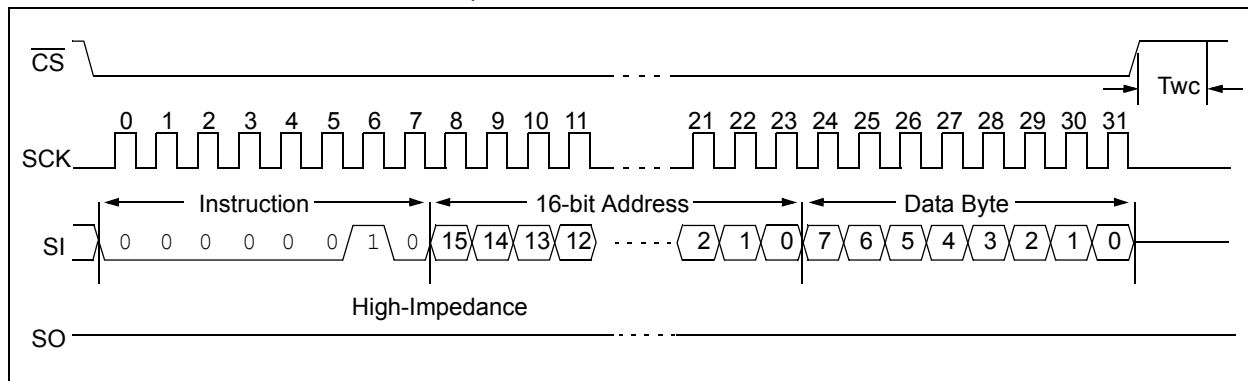 CS
Twc
0 1 2 3 4 5 6 7 8 9 10 11 21 22 23 24 25 26 27 28 29 30 31
SCK
Instruction 16-bit Address Data Byte
SI 0 0 0 0 0 0 1 0 15 14 13 12 2 1 0 7 6 5 4 3 2 1 0
High-Impedance
SO